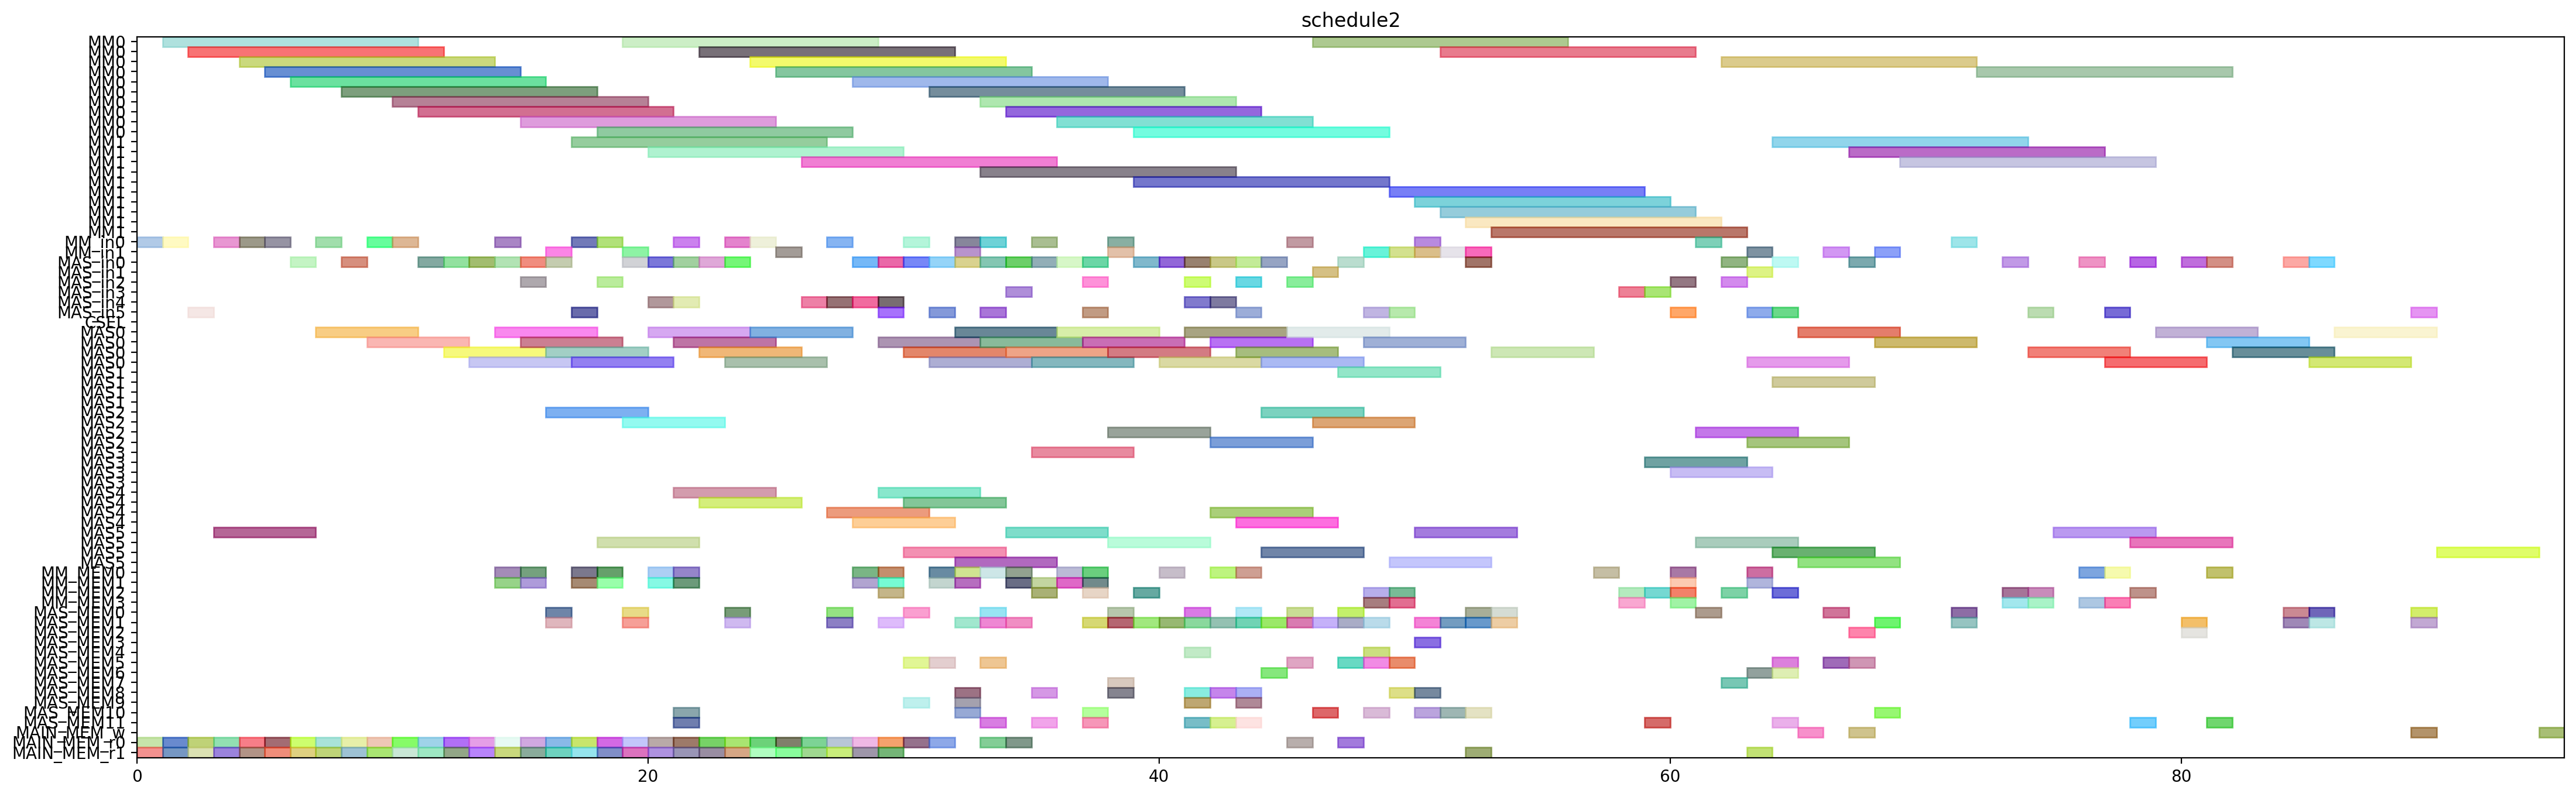 schedule2
MM0
MM0
MM0
MM0
MM0
MM0
MM0
MM0
MM0
MM0
MM1
MM1
MM1
MM1
MM1
MM1
MM1
MM1
MM1
MM1
MM_in0
MM_in1
MAS_in0
MAS_in1
MAS_in2
MAS_in3
MAS_in4
MAS_in5
CSEL
MAS0
MAS0
MAS0
MAS0
MAS1
MAS1
MAS1
MAS1
MAS2
MAS2
MAS2
MAS2
MAS3
MAS3
MAS3
MAS3
MAS4
MAS4
MAS4
MAS4
MAS5
MAS5
MAS5
MAS5
MM_MEM0
MM_MEM1
MM_MEM2
MM_MEM3
MAS_MEM0
MAS_MEM1
MAS_MEM2
MAS_MEM3
MAS_MEM4
MAS_MEM5
MAS_MEM6
MAS_MEM7
MAS_MEM8
MAS_MEM9
MAS_MEM10
MAS_MEM11
MAIN_MEM_w
MAIN_MEM_r0
MAIN_MEM_r1
0 20 40 60 80